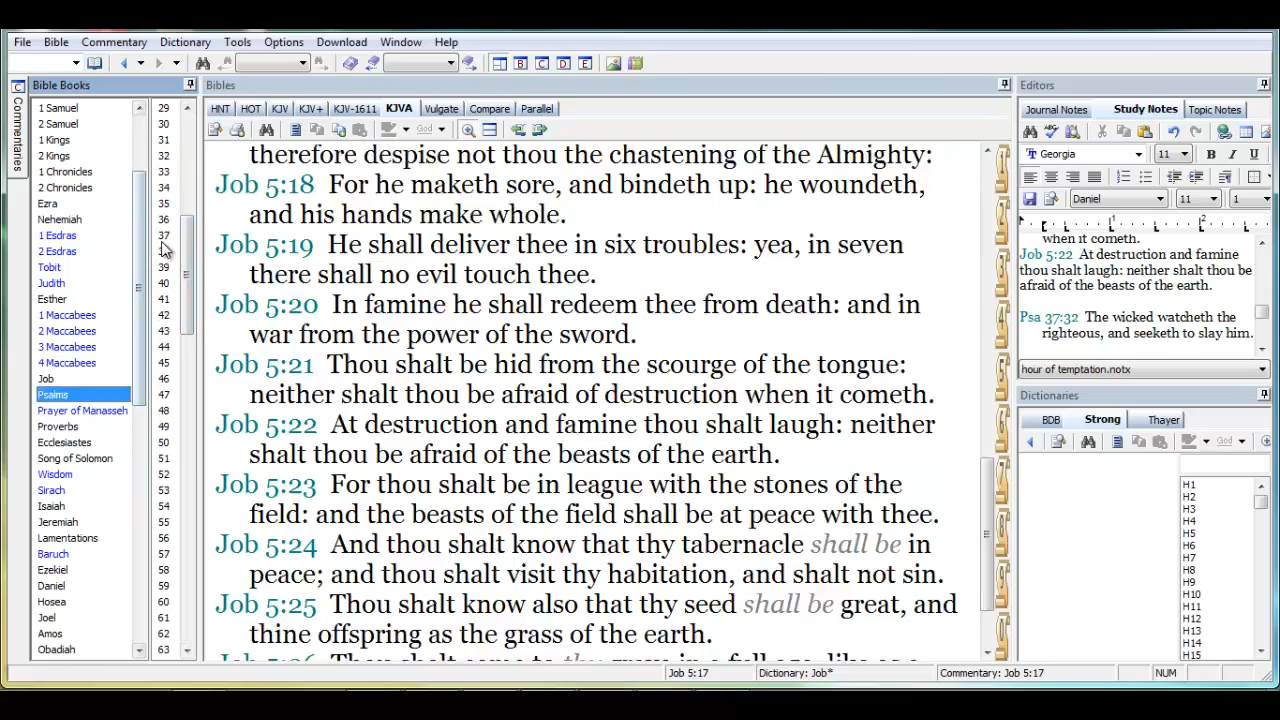 File Bible Commentary Dictionary Tools Options Download Window Help
B C D E
Bible Books
Bibles
Editors
Commentaries
HNT HOT KJV KJV+ KJV-1611 KJVA Vulgate Compare Parallel
Journal Notes Study Notes Topic Notes
God
Georgia 11 B I U
Daniel 11 1
1 Samuel
2 Samuel
1 Kings
2 Kings
1 Chronicles
2 Chronicles
Ezra
Nehemiah
1 Esdras
2 Esdras
Tobit
Judith
Esther
1 Maccabees
2 Maccabees
3 Maccabees
4 Maccabees
Job
Psalms
Prayer of Manasseh
Proverbs
Ecclesiastes
Song of Solomon
Wisdom
Sirach
Isaiah
Jeremiah
Lamentations
Baruch
Ezekiel
Daniel
Hosea
Joel
Amos
Obadiah
29
30
31
32
33
34
35
36
37
39
40
41
42
43
44
45
46
47
48
49
50
51
52
53
54
55
56
57
58
59
60
61
62
63
therefore despise not thou the chastening of the Almighty:
Job 5:18 For he maketh sore, and bindeth up: he woundeth,
and his hands make whole.
Job 5:19 He shall deliver thee in six troubles: yea, in seven
there shall no evil touch thee.
Job 5:20 In famine he shall redeem thee from death: and in
war from the power of the sword.
Job 5:21 Thou shalt be hid from the scourge of the tongue:
neither shalt thou be afraid of destruction when it cometh.
Job 5:22 At destruction and famine thou shalt laugh: neither
shalt thou be afraid of the beasts of the earth.
Job 5:23 For thou shalt be in league with the stones of the
field: and the beasts of the field shall be at peace with thee.
Job 5:24 And thou shalt know that thy tabernacle shall be in
peace; and thou shalt visit thy habitation, and shalt not sin.
Job 5:25 Thou shalt know also that thy seed shall be great, and
thine offspring as the grass of the earth.
1 2
when it cometh.
Job 5:22 At destruction and famine
thou shalt laugh: neither shalt thou be
afraid of the beasts of the earth.
Psa 37:32 The wicked watcheth the
righteous, and seeketh to slay him.
hour of temptation.notx
Dictionaries
BDB Strong Thayer
God
H1
H2
H3
H4
H5
H6
H7
H8
H9
H10
H11
H12
H13
H14
H15
Job 5:17 Dictionary: Job* Commentary: Job 5:17 NUM